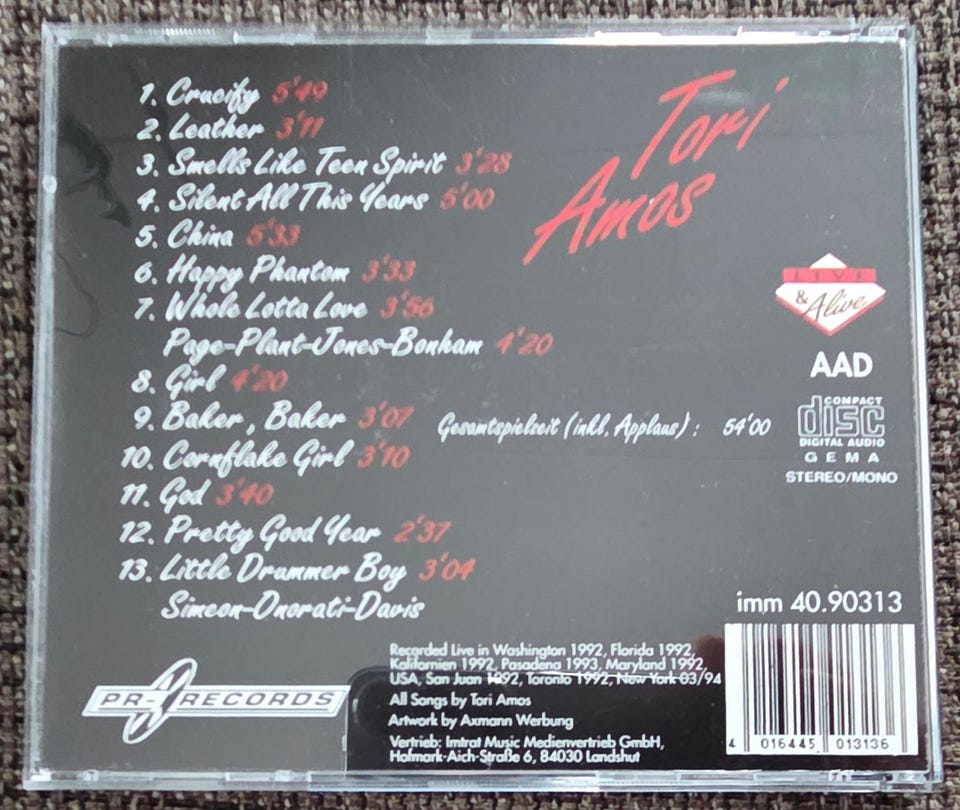 1. Crucify 5'49
2. Leather 3'11
3. Smells Like Teen Spirit 3'28
4. Silent All This Years 5'00
5. China 5'33
6. Happy Phantom 3'33
7. Whole Lotta Love 3'56
Page-Plant-Jones-Bonham 4'20
8. Girl 4'20
9. Baker, Baker 3'07
10. Cornflake Girl 3'10
11. God 3'40
12. Pretty Good Year 2'37
13. Little Drummer Boy 3'04
Simeon-Onorati-Davis
Tori
Amos
LIVE
& Alive
AAD
COMPACT
disc
DIGITAL AUDIO
GEMA
STEREO/MONO
Gesamtspielseit (inkl. Applaus) : 54'00
imm 40.90313
PR-RECORDS
Recorded Live in Washington 1992, Florida 1992,
Kalifornien 1992, Pasadena 1993, Maryland 1992,
USA, San Juan 1992, Toronto 1992, New York 03/94
All Songs by Tori Amos
Artwork by Axmann Werbung
Vertrieb: Imtrat Music Medienvertrieb GmbH,
Hofmark-Aich-Straße 6, 84030 Landshut
4 016445 013136